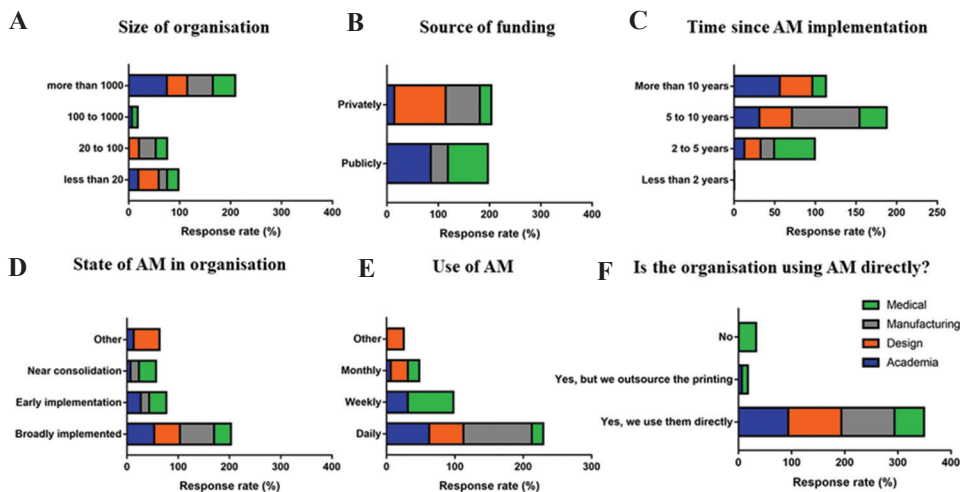 A
Size of organisation
more than 1000
100 to 1000
20 to 100
less than 20
0 100 200 300 400
Response rate (%)
B
Source of funding
Privately
Publicly
0 100 200 300 400
Response rate (%)
C
Time since AM implementation
More than 10 years
5 to 10 years
2 to 5 years
Less than 2 years
0 50 100 150 200 250
Response rate (%)
D
State of AM in organisation
Other
Near consolidation
Early implementation
Broadly implemented
0 100 200 300 400
Response rate (%)
E
Use of AM
Other
Monthly
Weekly
Daily
0 100 200 300
Response rate (%)
F
Is the organisation using AM directly?
Medical
Manufacturing
Design
Academia
No
Yes, but we outsource the printing
Yes, we use them directly
0 100 200 300 400
Response rate (%)